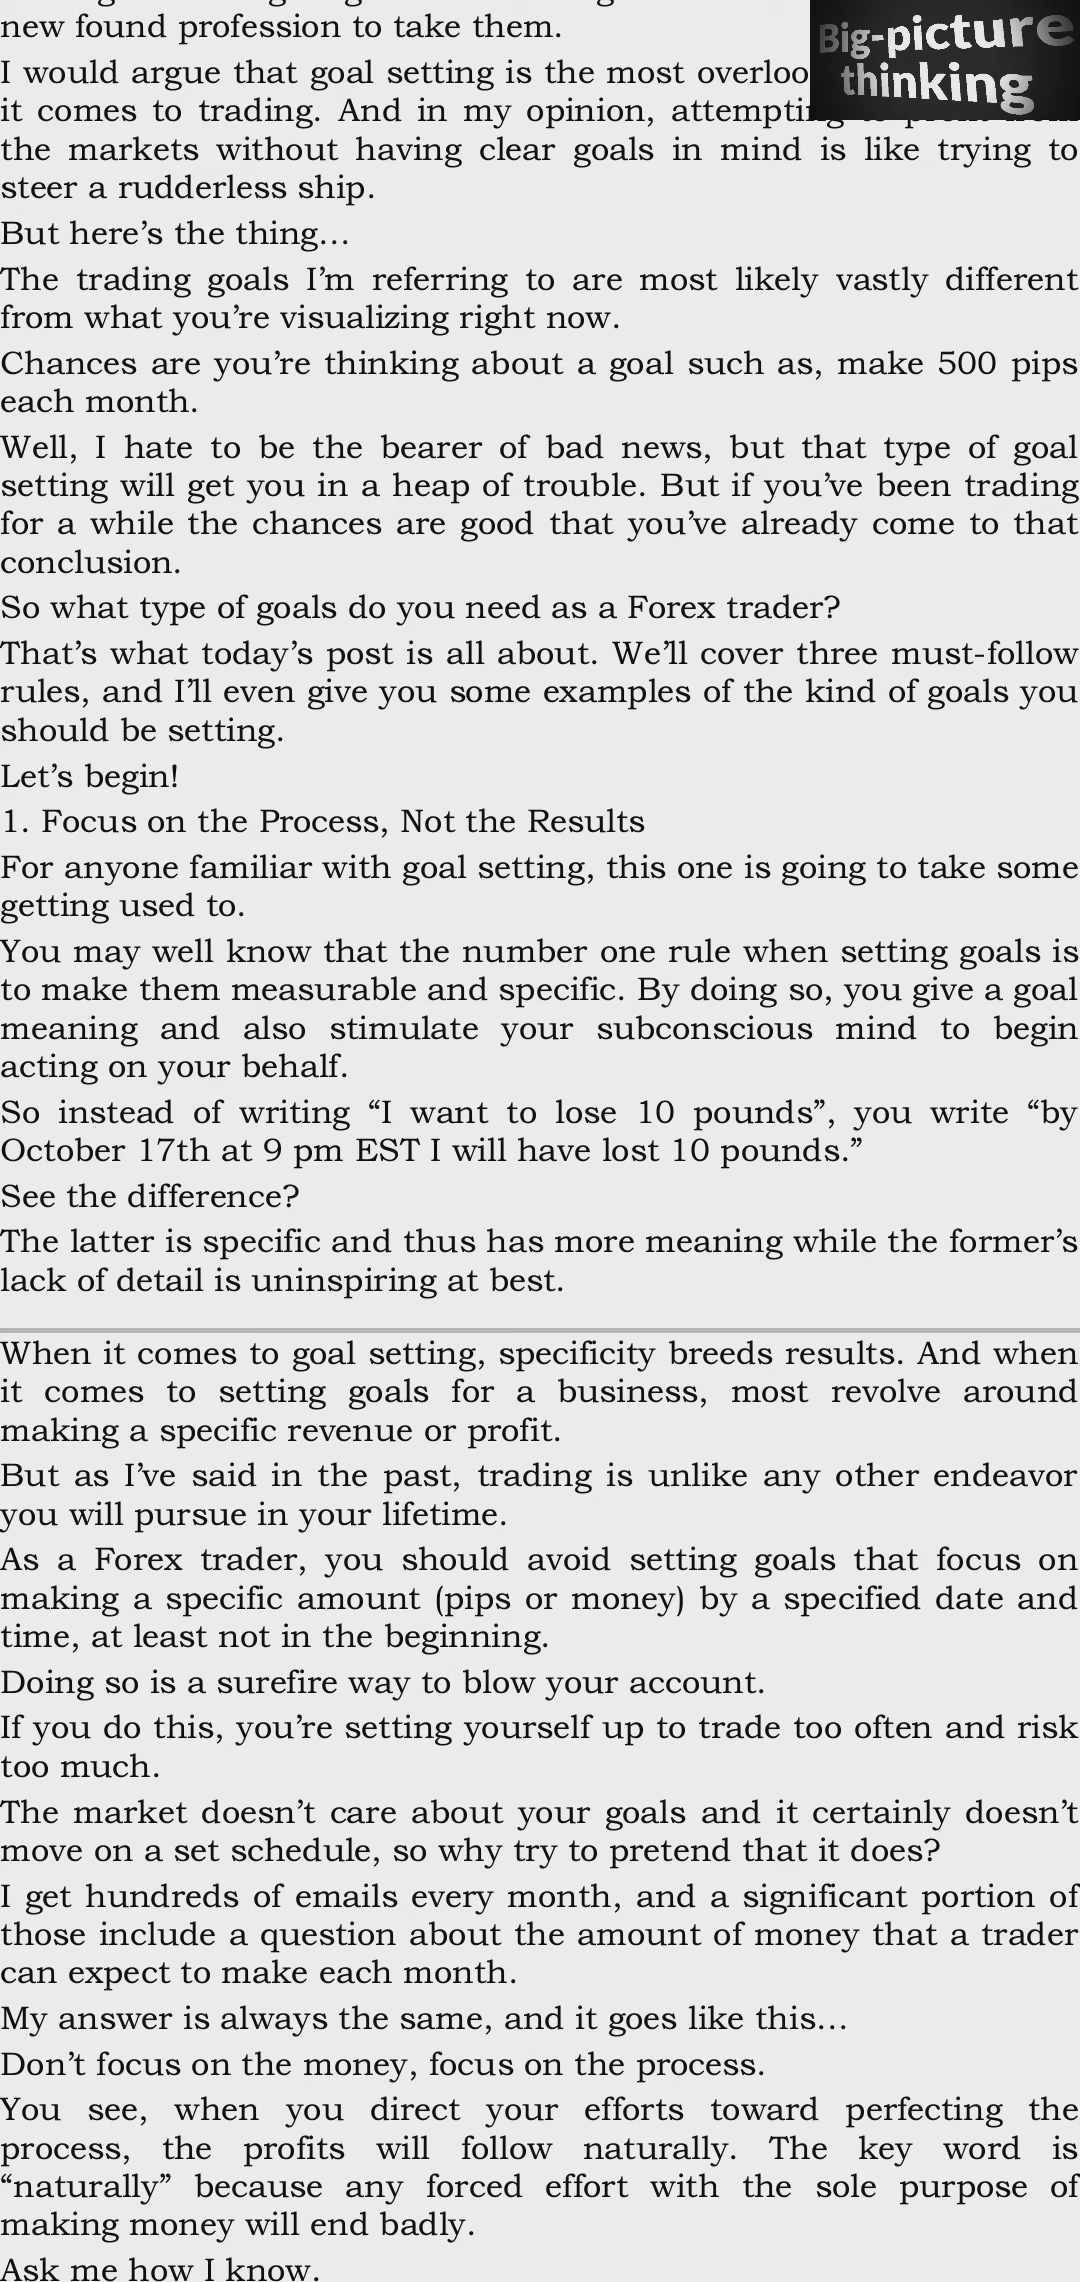 new found profession to take them.
Big-picture
thinking
I would argue that goal setting is the most
it comes to trading. And in my opinion,
the markets without having clear goals in mind is like trying to
steer a rudderless ship.
But here’s the thing…
The trading goals I’m referring to are most likely vastly different
from what you’re visualizing right now.
Chances are you’re thinking about a goal such as, make 500 pips
each month.
Well, I hate to be the bearer of bad news, but that type of goal
setting will get you in a heap of trouble. But if you’ve been trading
for a while the chances are good that you’ve already come to that
conclusion.
So what type of goals do you need as a Forex trader?
That’s what today’s post is all about. We’ll cover three must-follow
rules, and I’ll even give you some examples of the kind of goals you
should be setting.
Let’s begin!
1. Focus on the Process, Not the Results
For anyone familiar with goal setting, this one is going to take some
getting used to.
You may well know that the number one rule when setting goals is
to make them measurable and specific. By doing so, you give a goal
meaning and also stimulate your subconscious mind to begin
acting on your behalf.
So instead of writing “I want to lose 10 pounds”, you write “by
October 17th at 9 pm EST I will have lost 10 pounds.”
See the difference?
The latter is specific and thus has more meaning while the former’s
lack of detail is uninspiring at best.
When it comes to goal setting, specificity breeds results. And when
it comes to setting goals for a business, most revolve around
making a specific revenue or profit.
But as I’ve said in the past, trading is unlike any other endeavor
you will pursue in your lifetime.
As a Forex trader, you should avoid setting goals that focus on
making a specific amount (pips or money) by a specified date and
time, at least not in the beginning.
Doing so is a surefire way to blow your account.
If you do this, you’re setting yourself up to trade too often and risk
too much.
The market doesn’t care about your goals and it certainly doesn’t
move on a set schedule, so why try to pretend that it does?
I get hundreds of emails every month, and a significant portion of
those include a question about the amount of money that a trader
can expect to make each month.
My answer is always the same, and it goes like this…
Don’t focus on the money, focus on the process.
You see, when you direct your efforts toward perfecting the
process, the profits will follow naturally. The key word is
“naturally” because any forced effort with the sole purpose of
making money will end badly.
Ask me how I know.